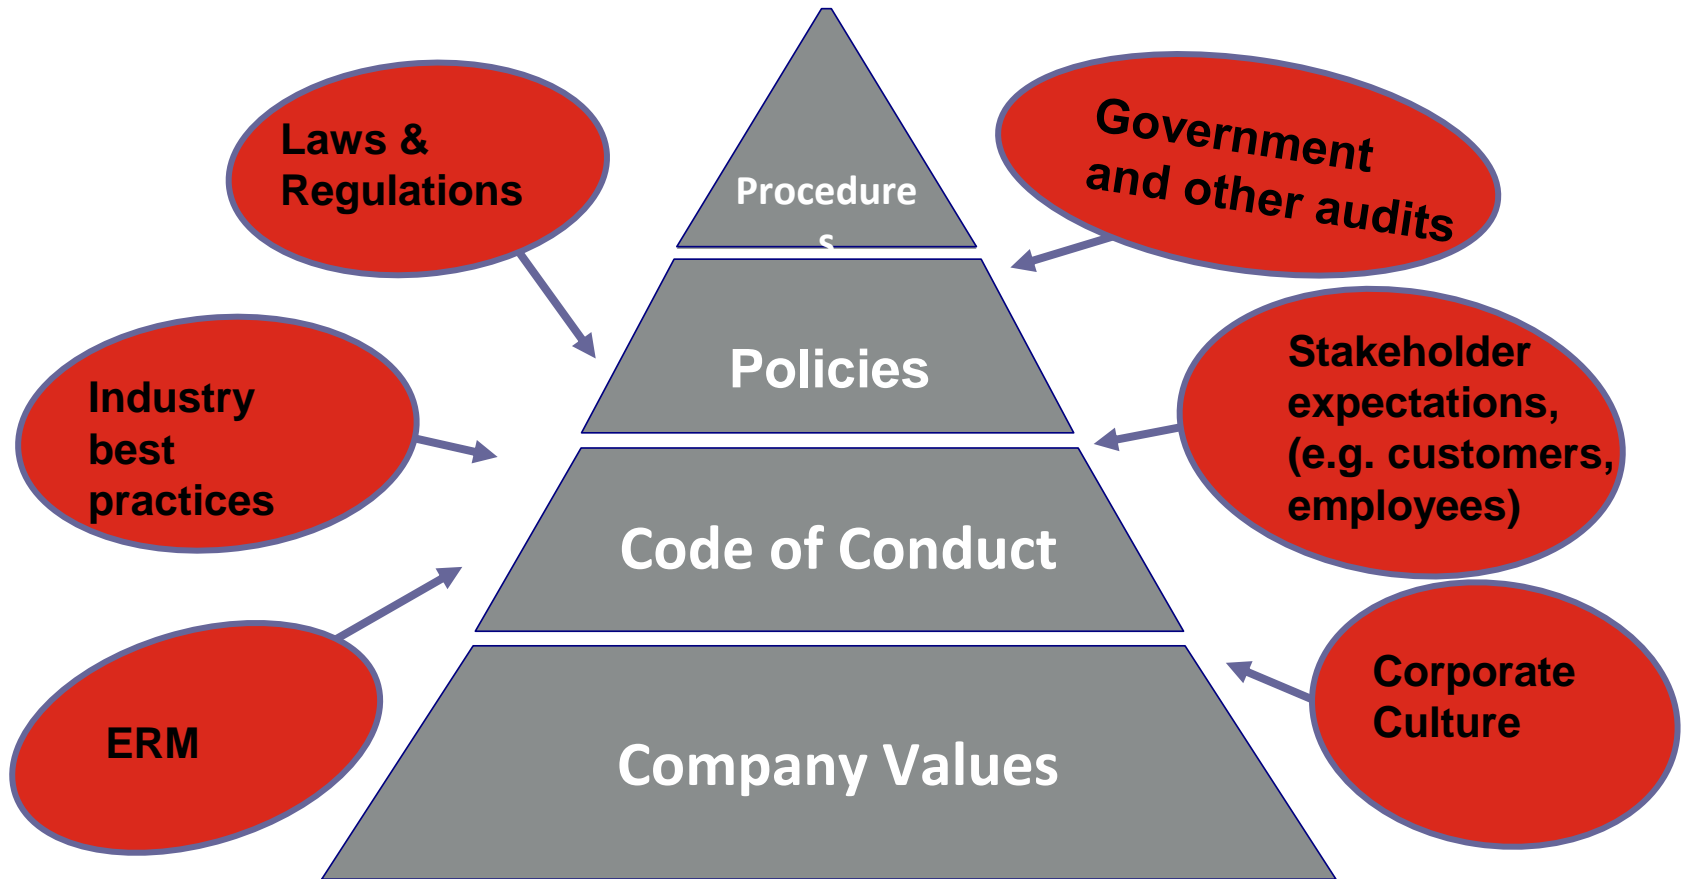 Laws &
Regulations
Government
and other audits
Procedure
s
Industry
best
practices
Policies
Stakeholder
expectations,
(e.g. customers,
employees)
Code of Conduct
ERM
Corporate
Culture
Company Values